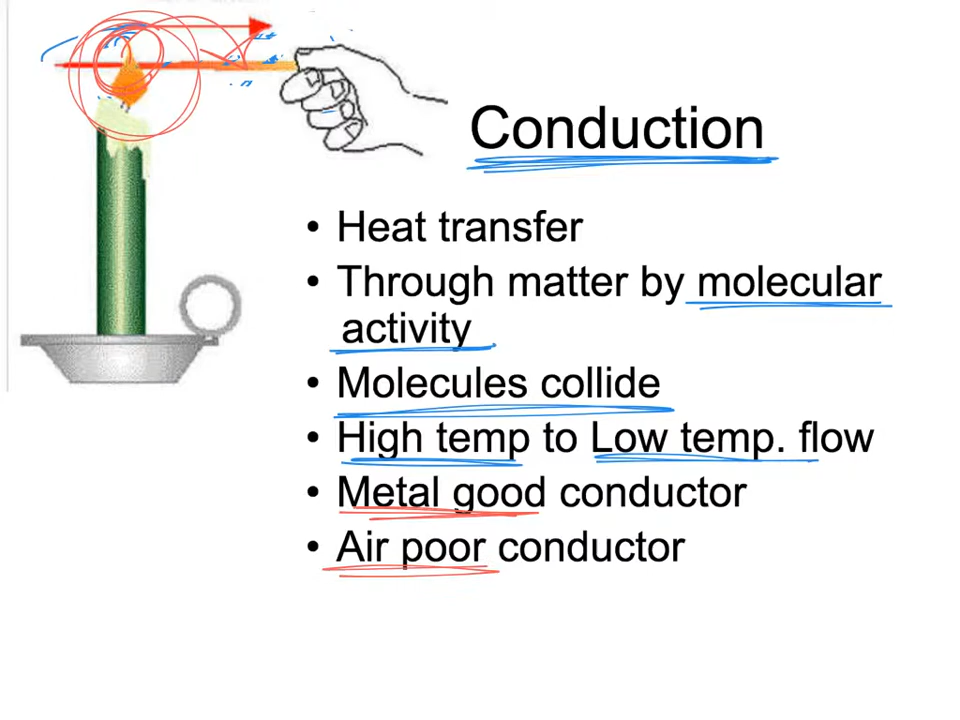 Conduction
• Heat transfer
• Through matter by molecular
activity
• Molecules collide
• High temp to Low temp. flow
• Metal good conductor
• Air poor conductor